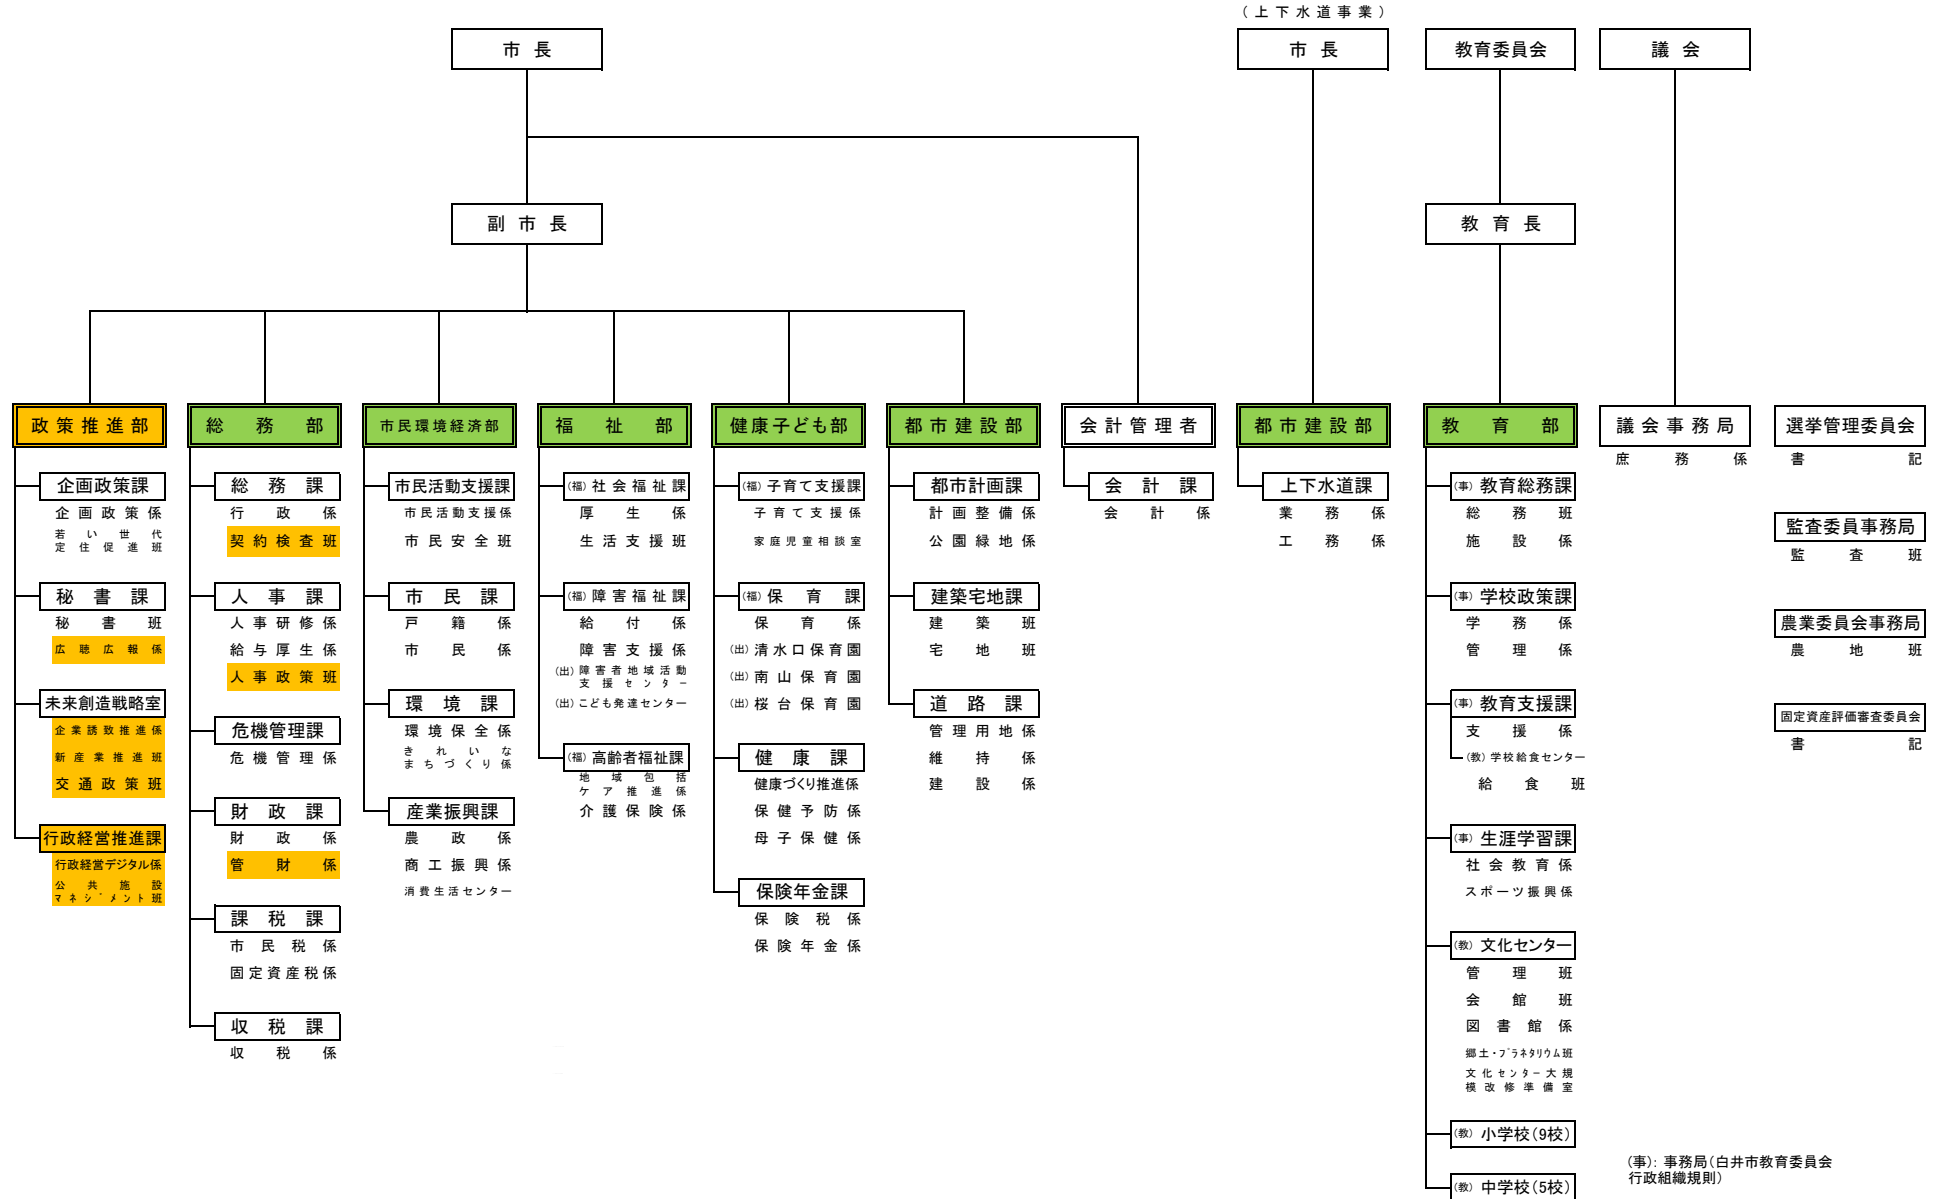 (上下水道事業)
市長
市長
教育委員会
議会
副市長
教育長
政策推進部
企画政策課
企画政策係
若い世代
定住促進班
秘書課
秘書班
広聴広報係
未来創造戦略室
企業誘致推進係
新産業推進班
交通政策班
行政経営推進課
行政経営デジタル係
公共施設
マネジメント班
総務部
総務課
行政係
契約検査班
人事課
人事研修係
給与厚生係
人事政策班
危機管理課
危機管理係
財政課
財政係
管財係
課税課
市民税係
固定資産税係
収税課
収税係
市民環境経済部
市民活動支援課
市民活動支援係
市民安全班
市民課
戸籍係
市民係
環境課
環境保全係
きれいな
まちづくり係
産業振興課
農政係
商工振興係
消費生活センター
福祉部
(福)社会福祉課
厚生係
生活支援班
(福)障害福祉課
給付係
障害支援係
(出)障害者地域活動
支援センター
(出)こども発達センター
(福)高齢者福祉課
地域包括
ケア推進係
介護保険係
健康子ども部
(福)子育て支援課
子育て支援係
家庭児童相談室
(福)保育課
保育係
(出)清水口保育園
(出)南山保育園
(出)桜台保育園
健康課
健康づくり推進係
保健予防係
母子保健係
保険年金課
保険税係
保険年金係
都市建設部
都市計画課
計画整備係
公園緑地係
建築宅地課
建築班
宅地班
道路課
管理用地係
維持係
建設係
会計管理者
会計課
会計係
都市建設部
上下水道課
業務係
工務係
教育部
(事)教育総務課
総務班
施設係
(事)学校政策課
学務係
管理係
(事)教育支援課
支援係
(教)学校給食センター
給食班
(事)生涯学習課
社会教育係
スポーツ振興係
(教)文化センター
管理班
会館班
図書館係
郷土・プラネタリウム班
文化センター大規
模改修準備室
(教)小学校(9校)
(教)中学校(5校)
議会事務局
庶務係
選挙管理委員会
書記
監査委員事務局
監査班
農業委員会事務局
農地班
固定資産評価審査委員会
書記
(事): 事務局(白井市教育委員会
行政組織規則)